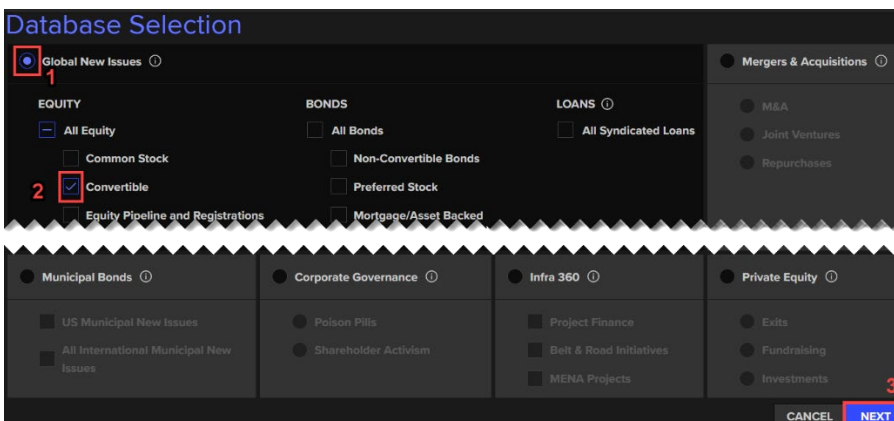 Database Selection
Global New Issues
1
Mergers & Acquisitions
EQUITY
BONDS
LOANS
M&A
All Equity
All Bonds
All Syndicated Loans
Joint Ventures
Common Stock
Non-Convertible Bonds
Repurchases
2
Convertible
Preferred Stock
Equity Pipeline and Registrations
Mortgage/Asset Backed
Municipal Bonds
Corporate Governance
Infra 360
Private Equity
US Municipal New Issues
Poison Pills
Project Finance
Exits
All International Municipal New
Issues
Shareholder Activism
Belt & Road Initiatives
Fundraising
MENA Projects
Investments
3
CANCEL
NEXT